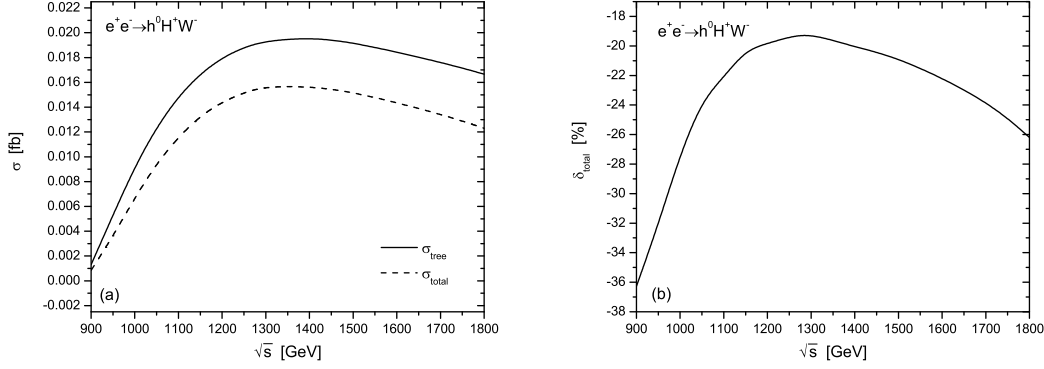 e⁺e⁻→h⁰H⁺W⁻
0.022
0.020
0.018
0.016
0.014
0.012
0.010
0.008
0.006
0.004
0.002
0.000
-0.002
σ [fb]
σtree
σtotal
(a)
900 1000 1100 1200 1300 1400 1500 1600 1700 1800
√s [GeV]
e⁺e⁻→h⁰H⁺W⁻
-18
-20
-22
-24
-26
-28
-30
-32
-34
-36
-38
δtotal [%]
(b)
900 1000 1100 1200 1300 1400 1500 1600 1700 1800
√s [GeV]